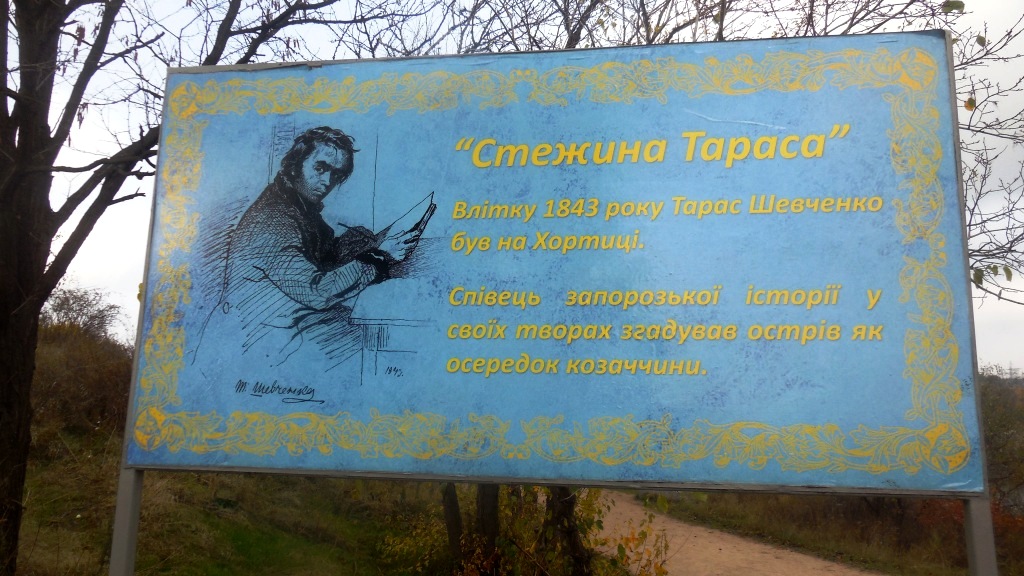 “Стежина Тараса”
Влітку 1843 року Тарас Шевченко
був на Хортиці.
Співець запорозької історії у
своїх творах згадував острів як
осередок козаччини.
1843.
Т. Шевченко